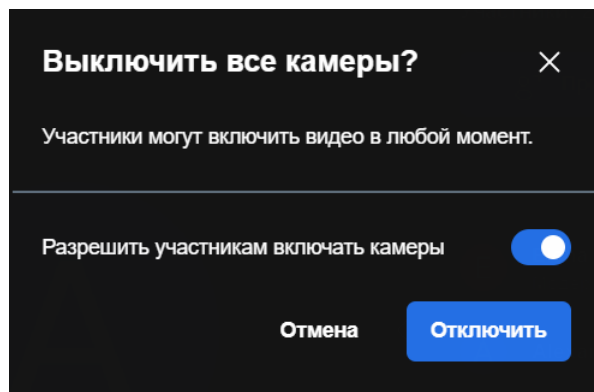 Выключить все камеры?
Участники могут включить видео в любой момент.
Разрешить участникам включать камеры
Отмена
Отключить